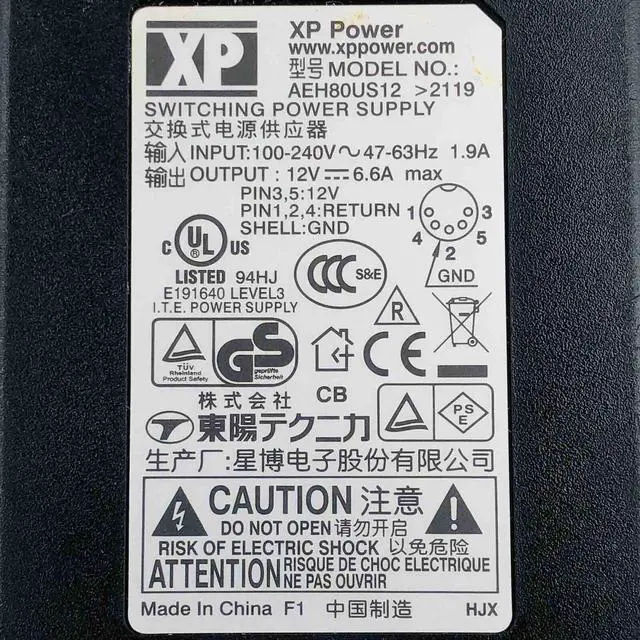 XP
XP Power
www.xppower.com
型号 MODEL NO.:
AEH80US12 >2119
SWITCHING POWER SUPPLY
交换式电源供应器
输入 INPUT:100-240V～47-63Hz 1.9A
输出 OUTPUT : 12V⎓6.6A max
PIN3,5:12V
PIN1,2,4:RETURN
SHELL:GND
1 3
4 2 5
GND
C UL US
LISTED 94HJ
E191640 LEVEL3
I.T.E. POWER SUPPLY
CCC S&E
R
TÜV
Rheinland
Product Safety
GS
geprüfte
Sicherheit
CE
CB
PS
E
株式会社
東陽テクニカ
生产厂:星博电子股份有限公司
CAUTION 注意
DO NOT OPEN 请勿开启
RISK OF ELECTRIC SHOCK 以免危险
ATTENTION RISQUE DE CHOC ELECTRIQUE
NE PAS OUVRIR
Made In China F1 中国制造 HJX